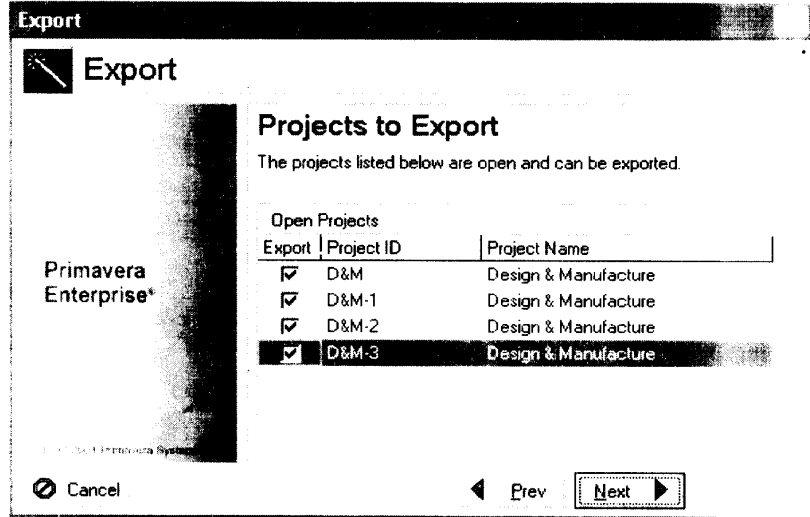 Export
Export
Projects to Export
The projects listed below are open and can be exported.
Open Projects
Export Project ID Project Name
D&M Design & Manufacture
D&M-1 Design & Manufacture
D&M-2 Design & Manufacture
D&M-3 Design & Manufacture
Primavera
Enterprise®
Primavera System
Cancel
Prev Next